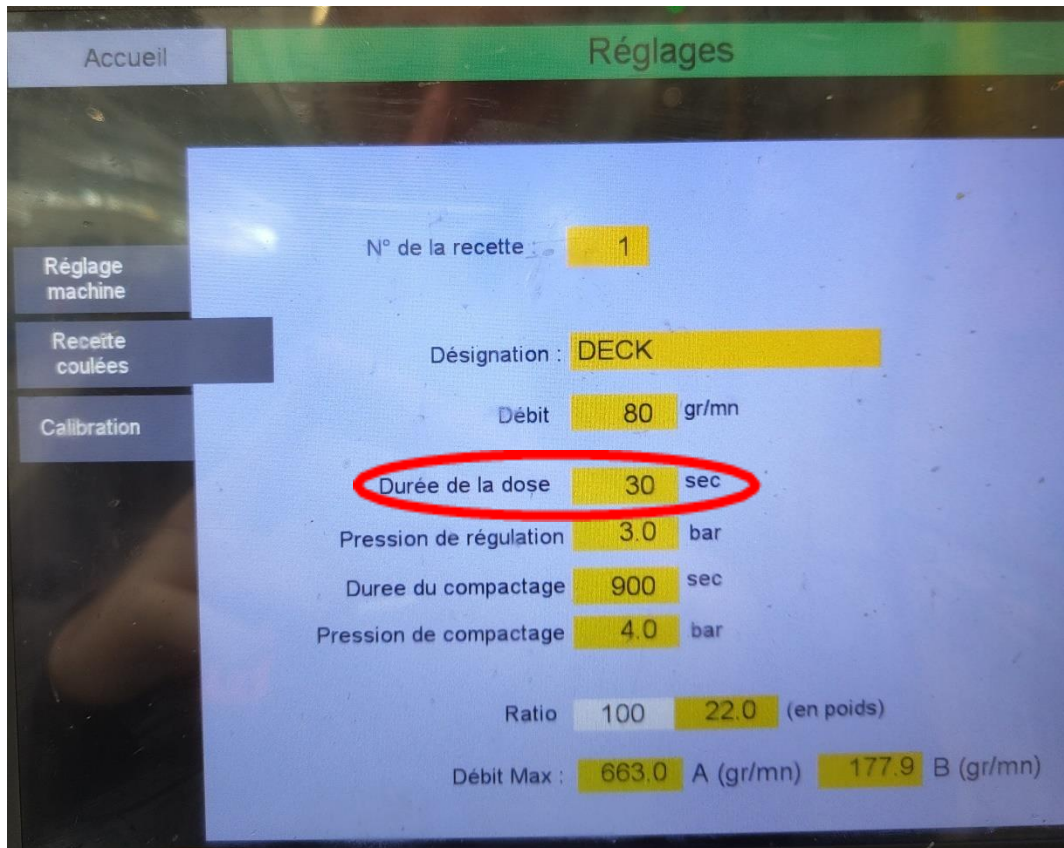 Accueil
Réglages
N° de la recette : 1
Réglage
machine
Recette
coulées
Calibration
Désignation : DECK
Débit 80 gr/mn
Durée de la dose 30 sec
Pression de régulation 3.0 bar
Duree du compactage 900 sec
Pression de compactage 4.0 bar
Ratio 100 22.0 (en poids)
Débit Max : 663.0 A (gr/mn) 177.9 B (gr/mn)